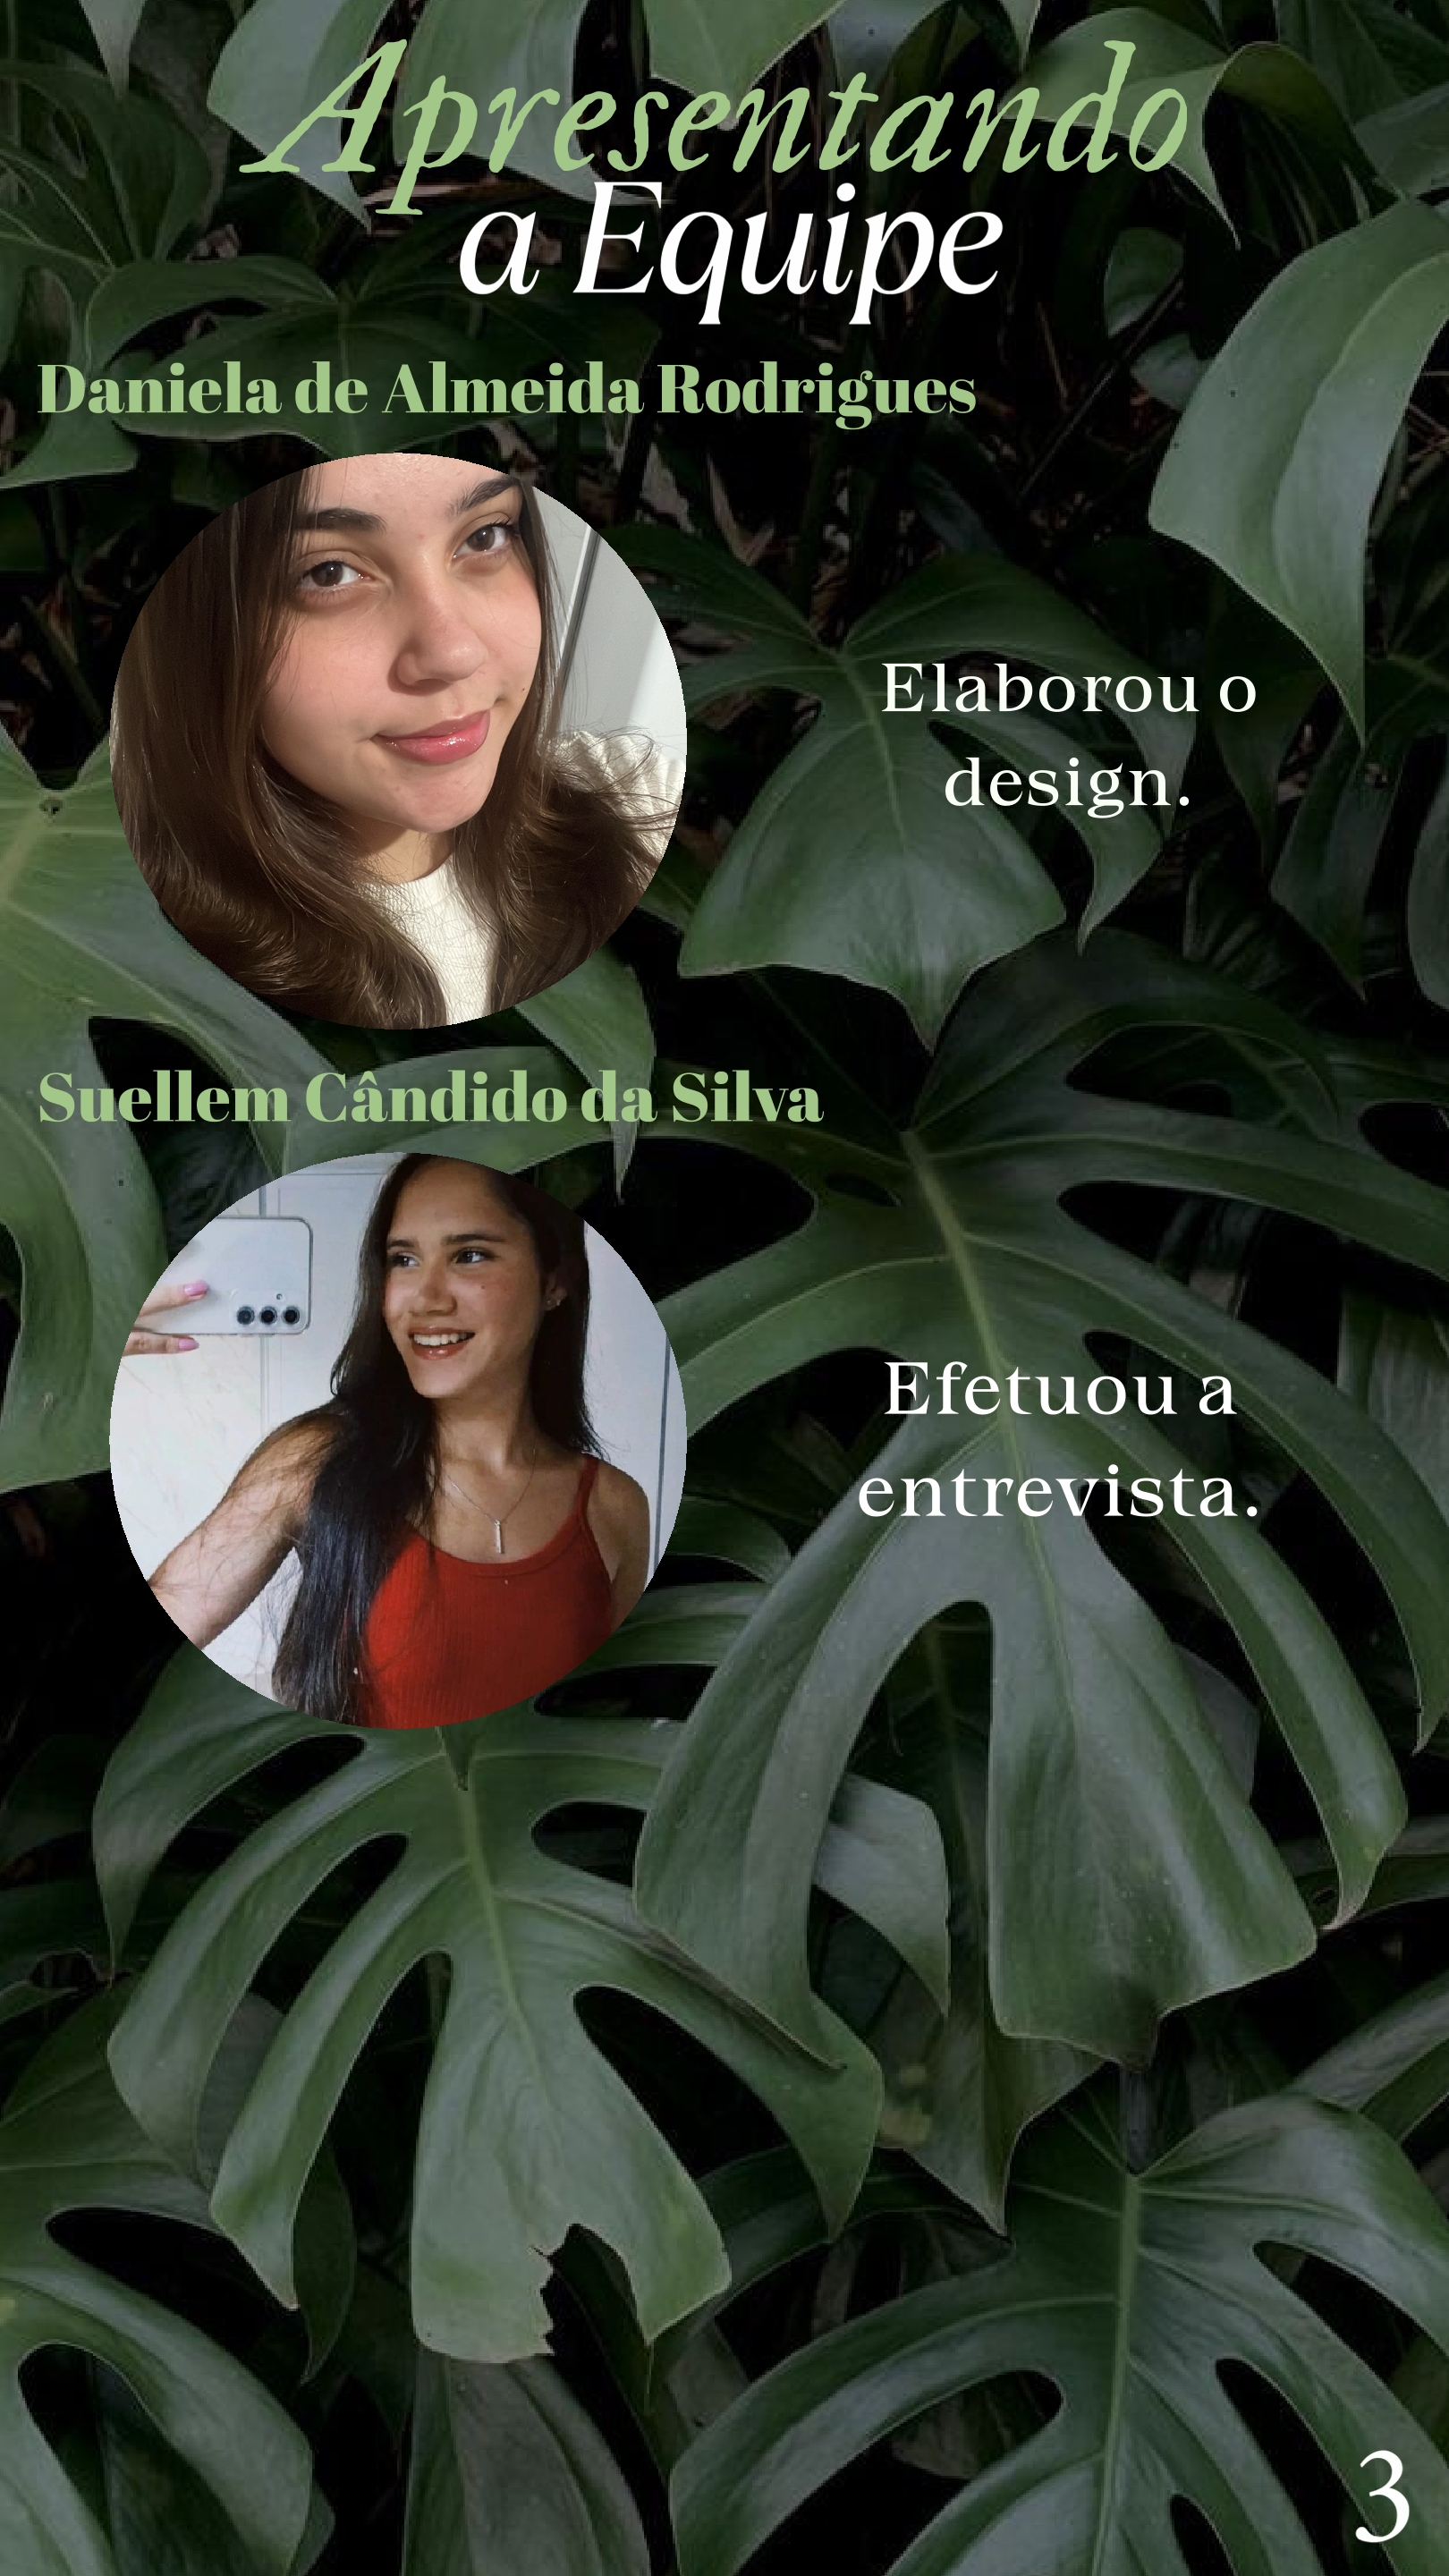 Apresentando
a Equipe
Daniela de Almeida Rodrigues
Elaborou o
design.
Suellem Cândido da Silva
Efetuou a
entrevista.
3